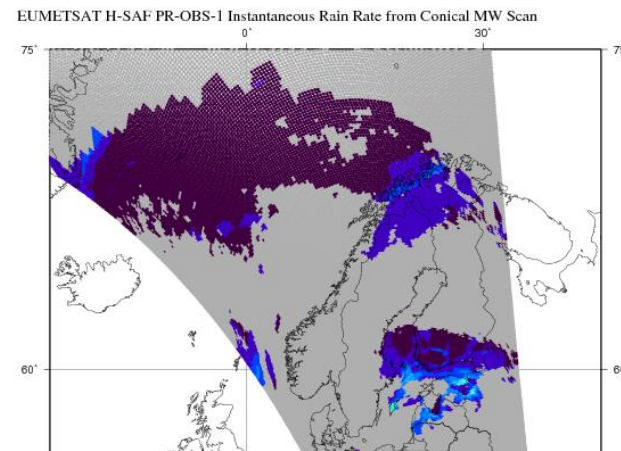 EUMETSAT H-SAF PR-OBS-1 Instantaneous Rain Rate from Conical MW Scan
0° 30°
75° 75
60° 60